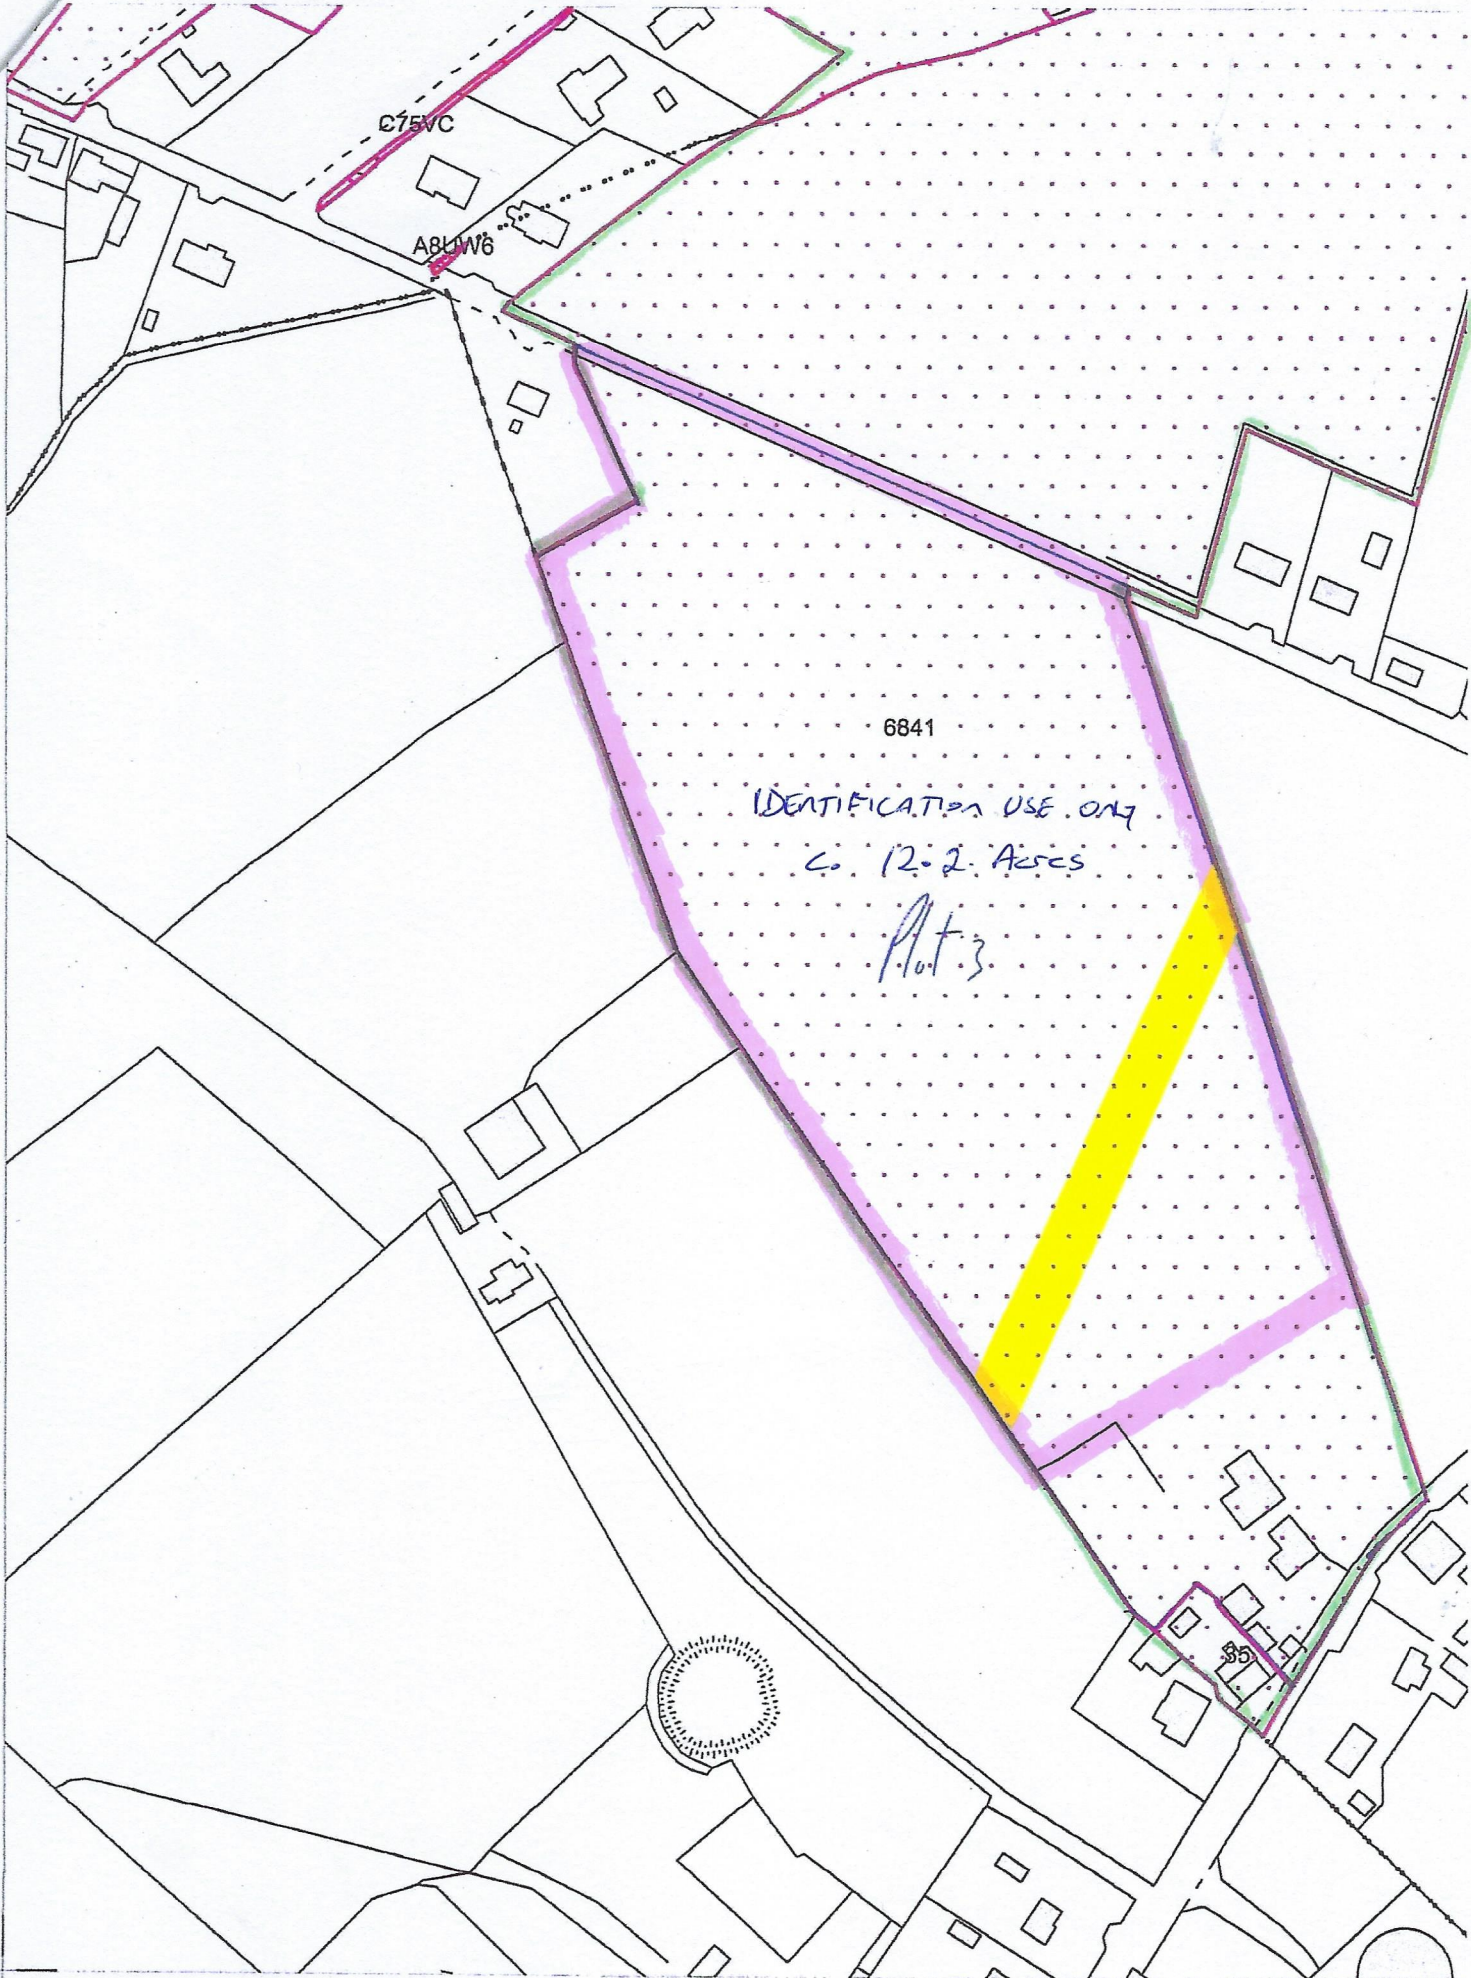 C75VC
A8UW6
6841
IDENTIFICATION USE ONLY
C. 12.2. Acres
Plot 3
35